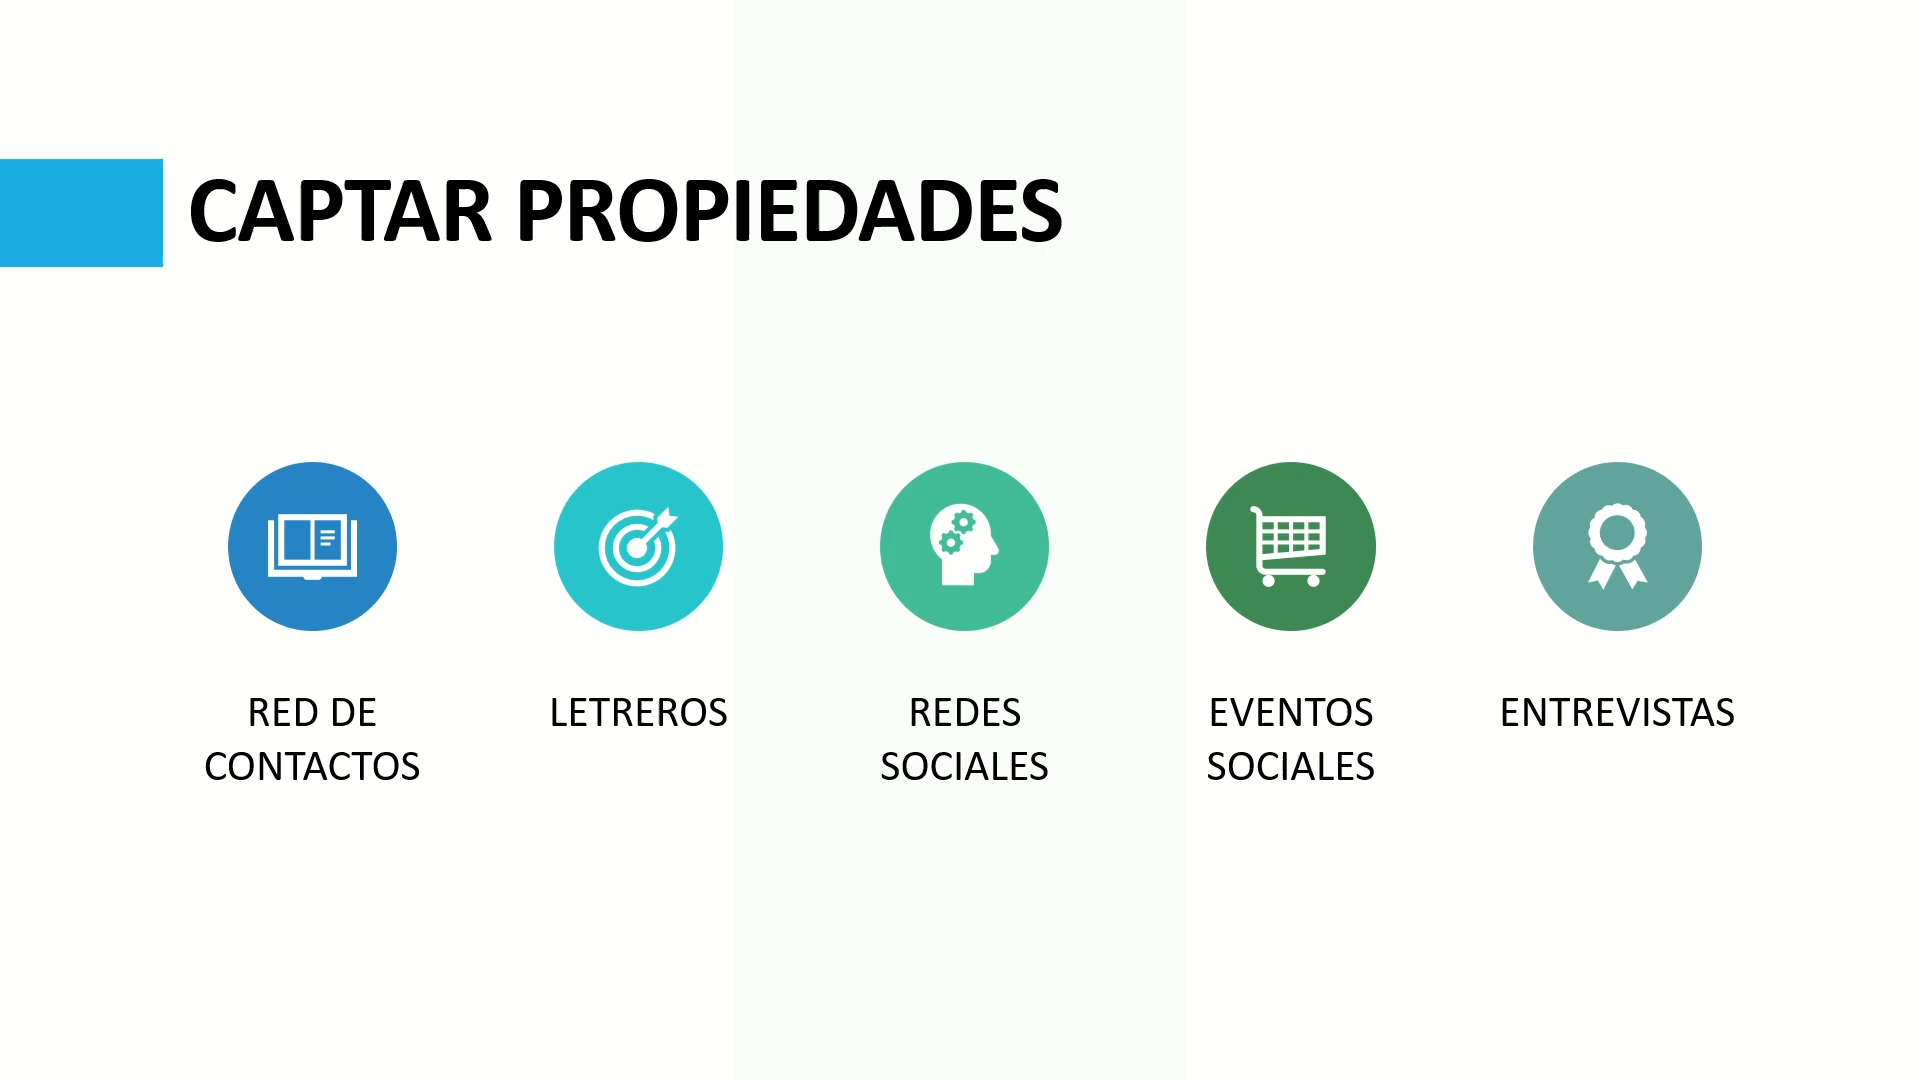 CAPTAR PROPIEDADES
RED DE
CONTACTOS
LETREROS
REDES
SOCIALES
EVENTOS
SOCIALES
ENTREVISTAS